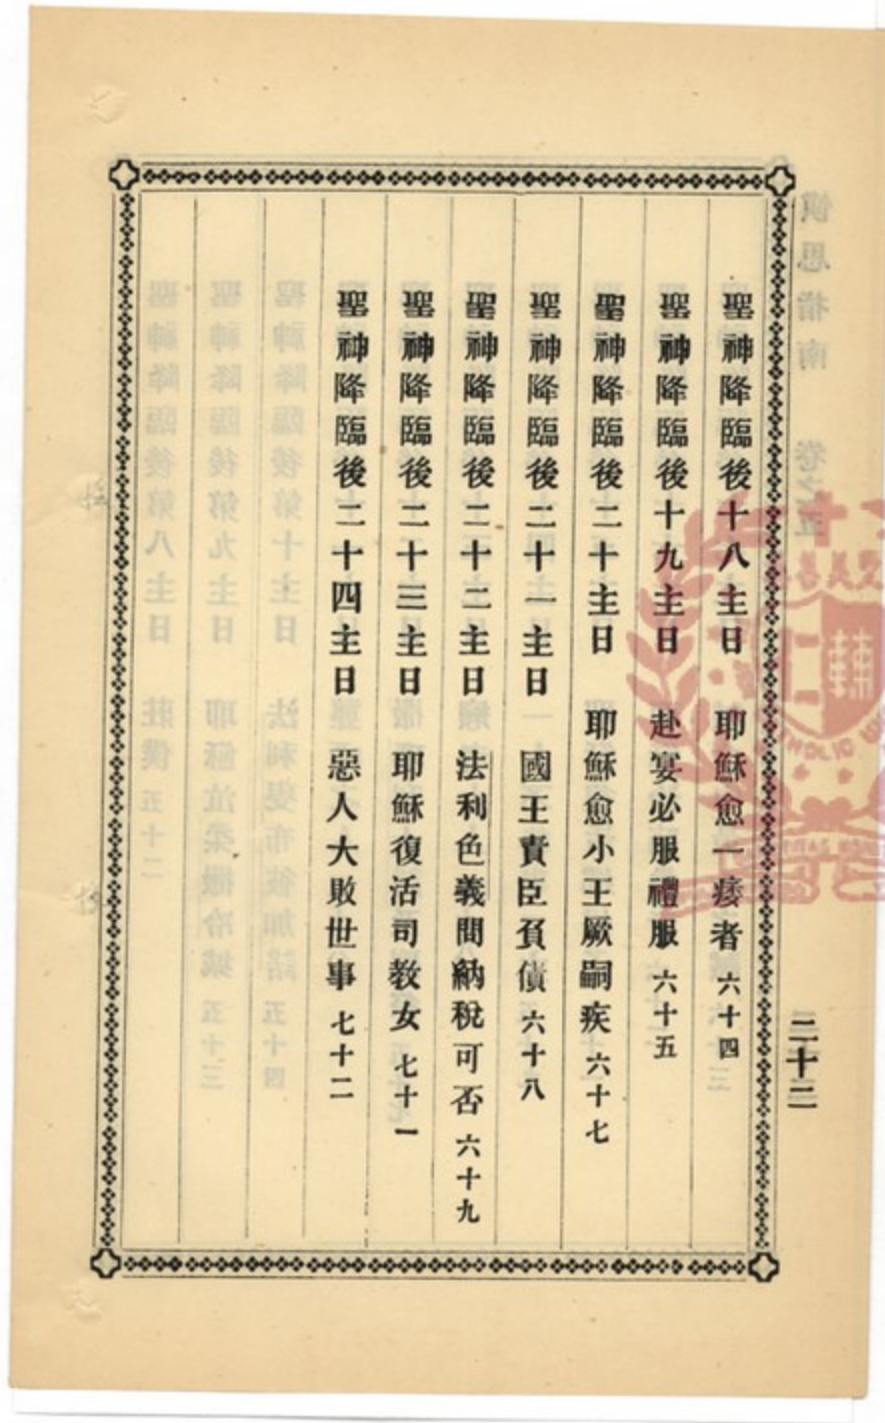 聖神降臨後十八主日 耶穌愈一痿者 六十四
聖神降臨後十九主日 赴宴必服禮服 六十五
聖神降臨後二十主日 耶穌愈小王厥嗣疾 六十七
聖神降臨後二十一主日 國王責臣負債 六十八
聖神降臨後二十二主日 法利色義問納稅可否 六十九
聖神降臨後二十三主日 耶穌復活司教女 七十一
聖神降臨後二十四主日 惡人大敗世事 七十二
二十二